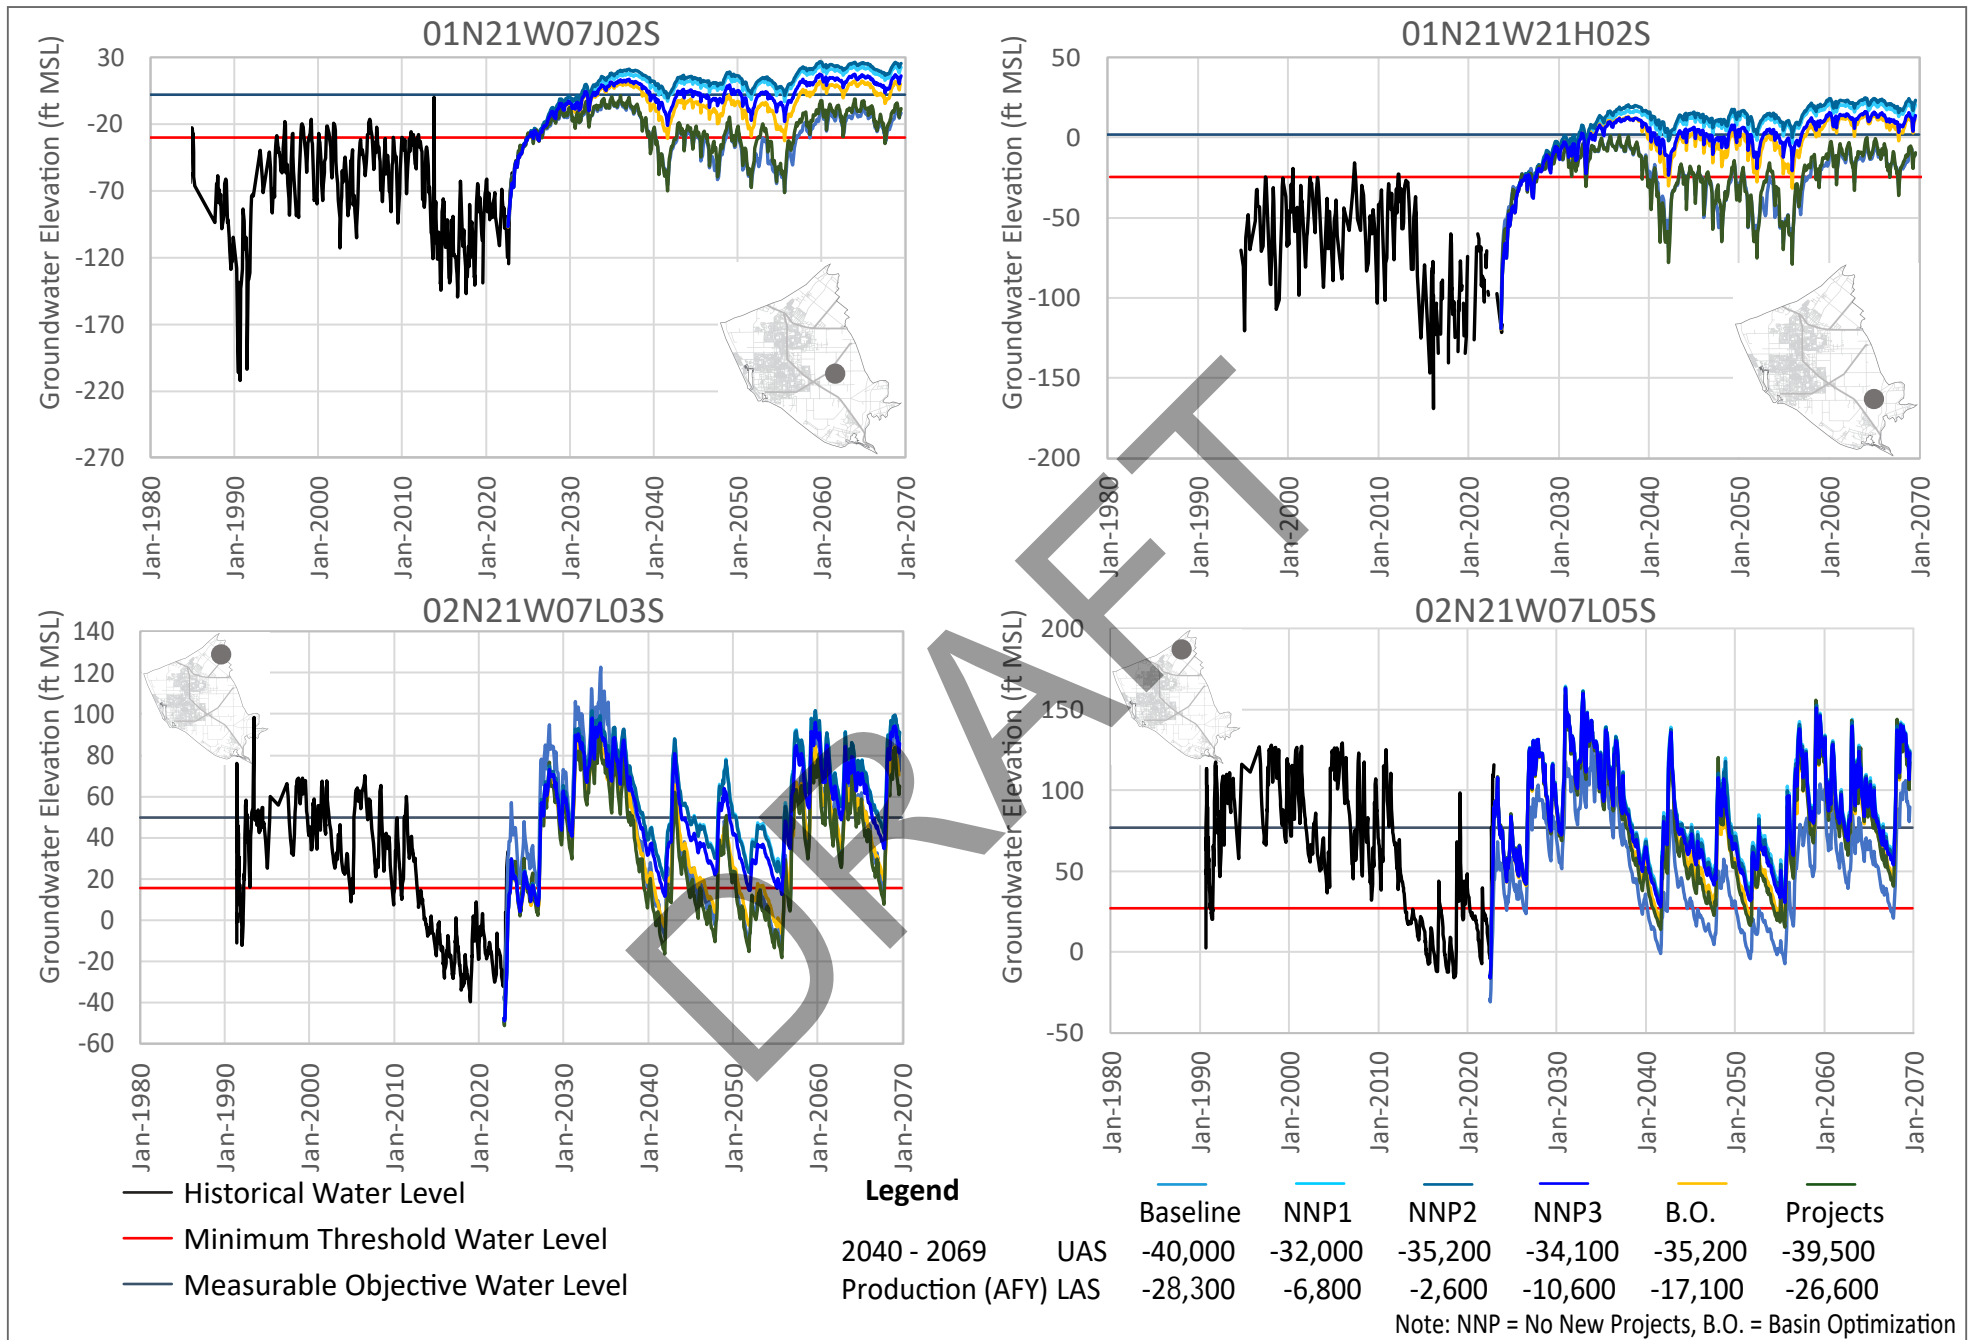 01N21W07J02S
Groundwater Elevation (ft MSL)
30
-20
-70
-120
-170
-220
-270
Jan-1980
Jan-1990
Jan-2000
Jan-2010
Jan-2020
Jan-2030
Jan-2040
Jan-2050
Jan-2060
Jan-2070
01N21W21H02S
Groundwater Elevation (ft MSL)
50
0
-50
-100
-150
-200
Jan-1980
Jan-1990
Jan-2000
Jan-2010
Jan-2020
Jan-2030
Jan-2040
Jan-2050
Jan-2060
Jan-2070
02N21W07L03S
Groundwater Elevation (ft MSL)
140
120
100
80
60
40
20
0
-20
-40
-60
Jan-1980
Jan-1990
Jan-2000
Jan-2010
Jan-2020
Jan-2030
Jan-2040
Jan-2050
Jan-2060
Jan-2070
02N21W07L05S
Groundwater Elevation (ft MSL)
200
150
100
50
0
-50
Jan-1980
Jan-1990
Jan-2000
Jan-2010
Jan-2020
Jan-2030
Jan-2040
Jan-2050
Jan-2060
Jan-2070
DRAFT
Historical Water Level
Minimum Threshold Water Level
Measurable Objective Water Level
Legend
Baseline NNP1 NNP2 NNP3 B.O. Projects
2040 - 2069 UAS -40,000 -32,000 -35,200 -34,100 -35,200 -39,500
Production (AFY) LAS -28,300 -6,800 -2,600 -10,600 -17,100 -26,600
Note: NNP = No New Projects, B.O. = Basin Optimization